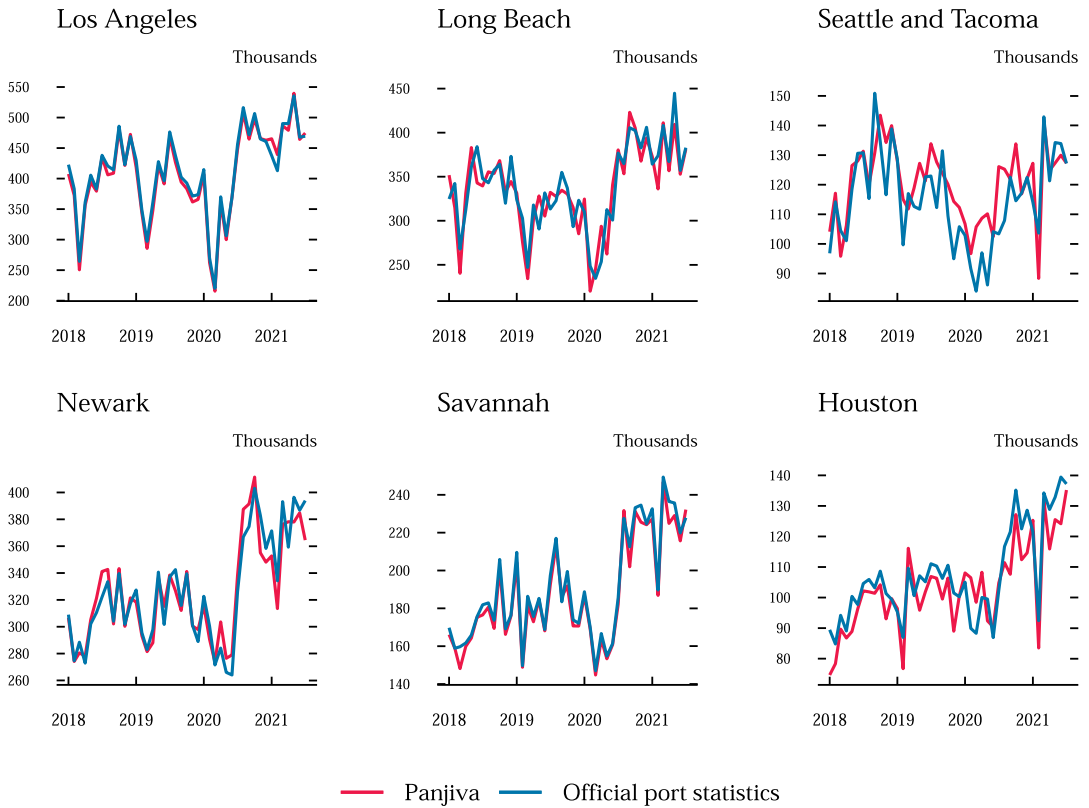 Los Angeles
Thousands
550
500
450
400
350
300
250
200
2018 2019 2020 2021
Long Beach
Thousands
450
400
350
300
250
2018 2019 2020 2021
Seattle and Tacoma
Thousands
150
140
130
120
110
100
90
2018 2019 2020 2021
Newark
Thousands
400
380
360
340
320
300
280
260
2018 2019 2020 2021
Savannah
Thousands
240
220
200
180
160
140
2018 2019 2020 2021
Houston
Thousands
140
130
120
110
100
90
80
2018 2019 2020 2021
Panjiva Official port statistics